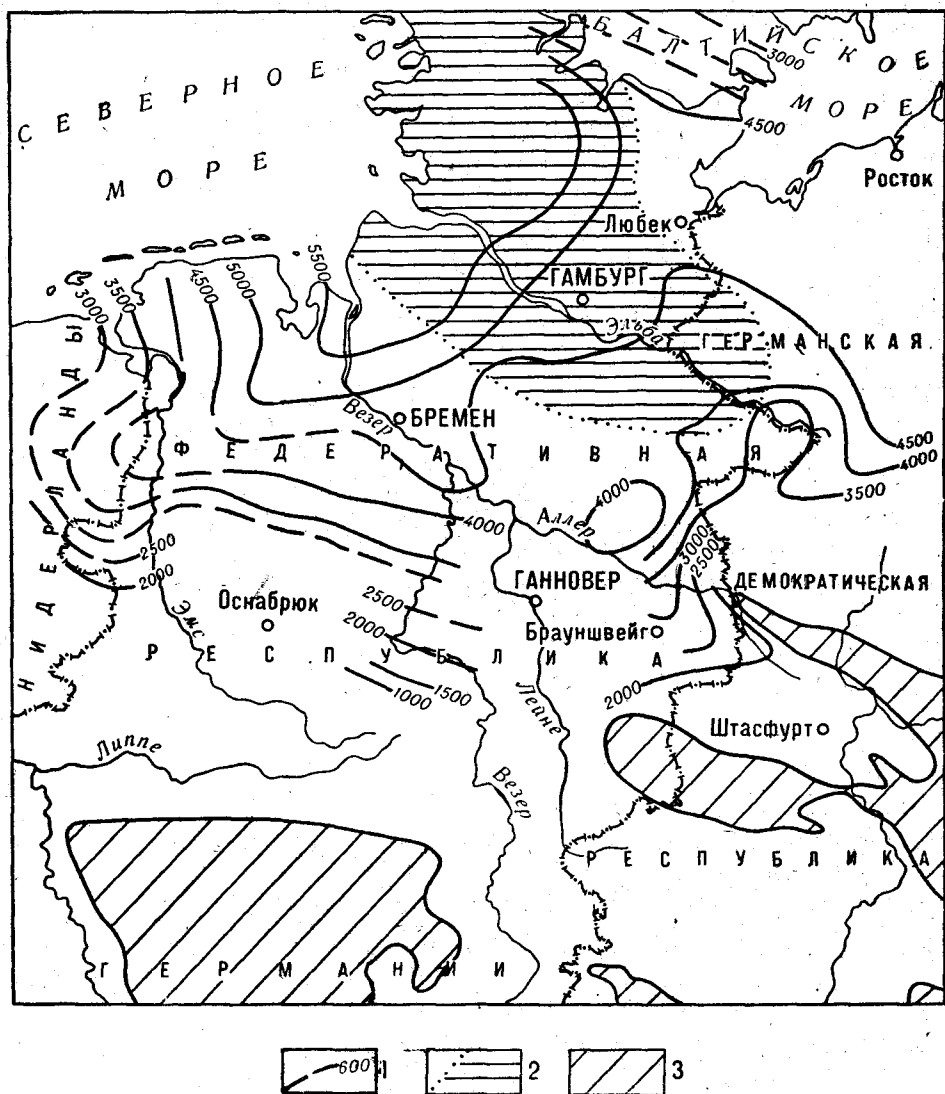 СЕВЕРНОЕ
МОРЕ
БАЛТИЙСКОЕ
МОРЕ
3000
4500
Росток
Любек
ГАМБУРГ
Эльба
ГЕРМАНСКАЯ
3000
3500
4500
5000
5500
НИДЕРЛАНДЫ
Везер
БРЕМЕН
ФЕДЕРАТИВНАЯ
4500
4000
3500
4000
4000
Аллер
3000
2500
2500
2000
ГАННОВЕР
ДЕМОКРАТИЧЕСКАЯ
Оснабрюк
Эмс
2500
2000
Брауншвейг
РЕСПУБЛИКА
1500
1000
2000
Лейне
Штасфурт
Липпе
Везер
РЕСПУБЛИКА
ГЕРМАНИИ
600 1
2
3